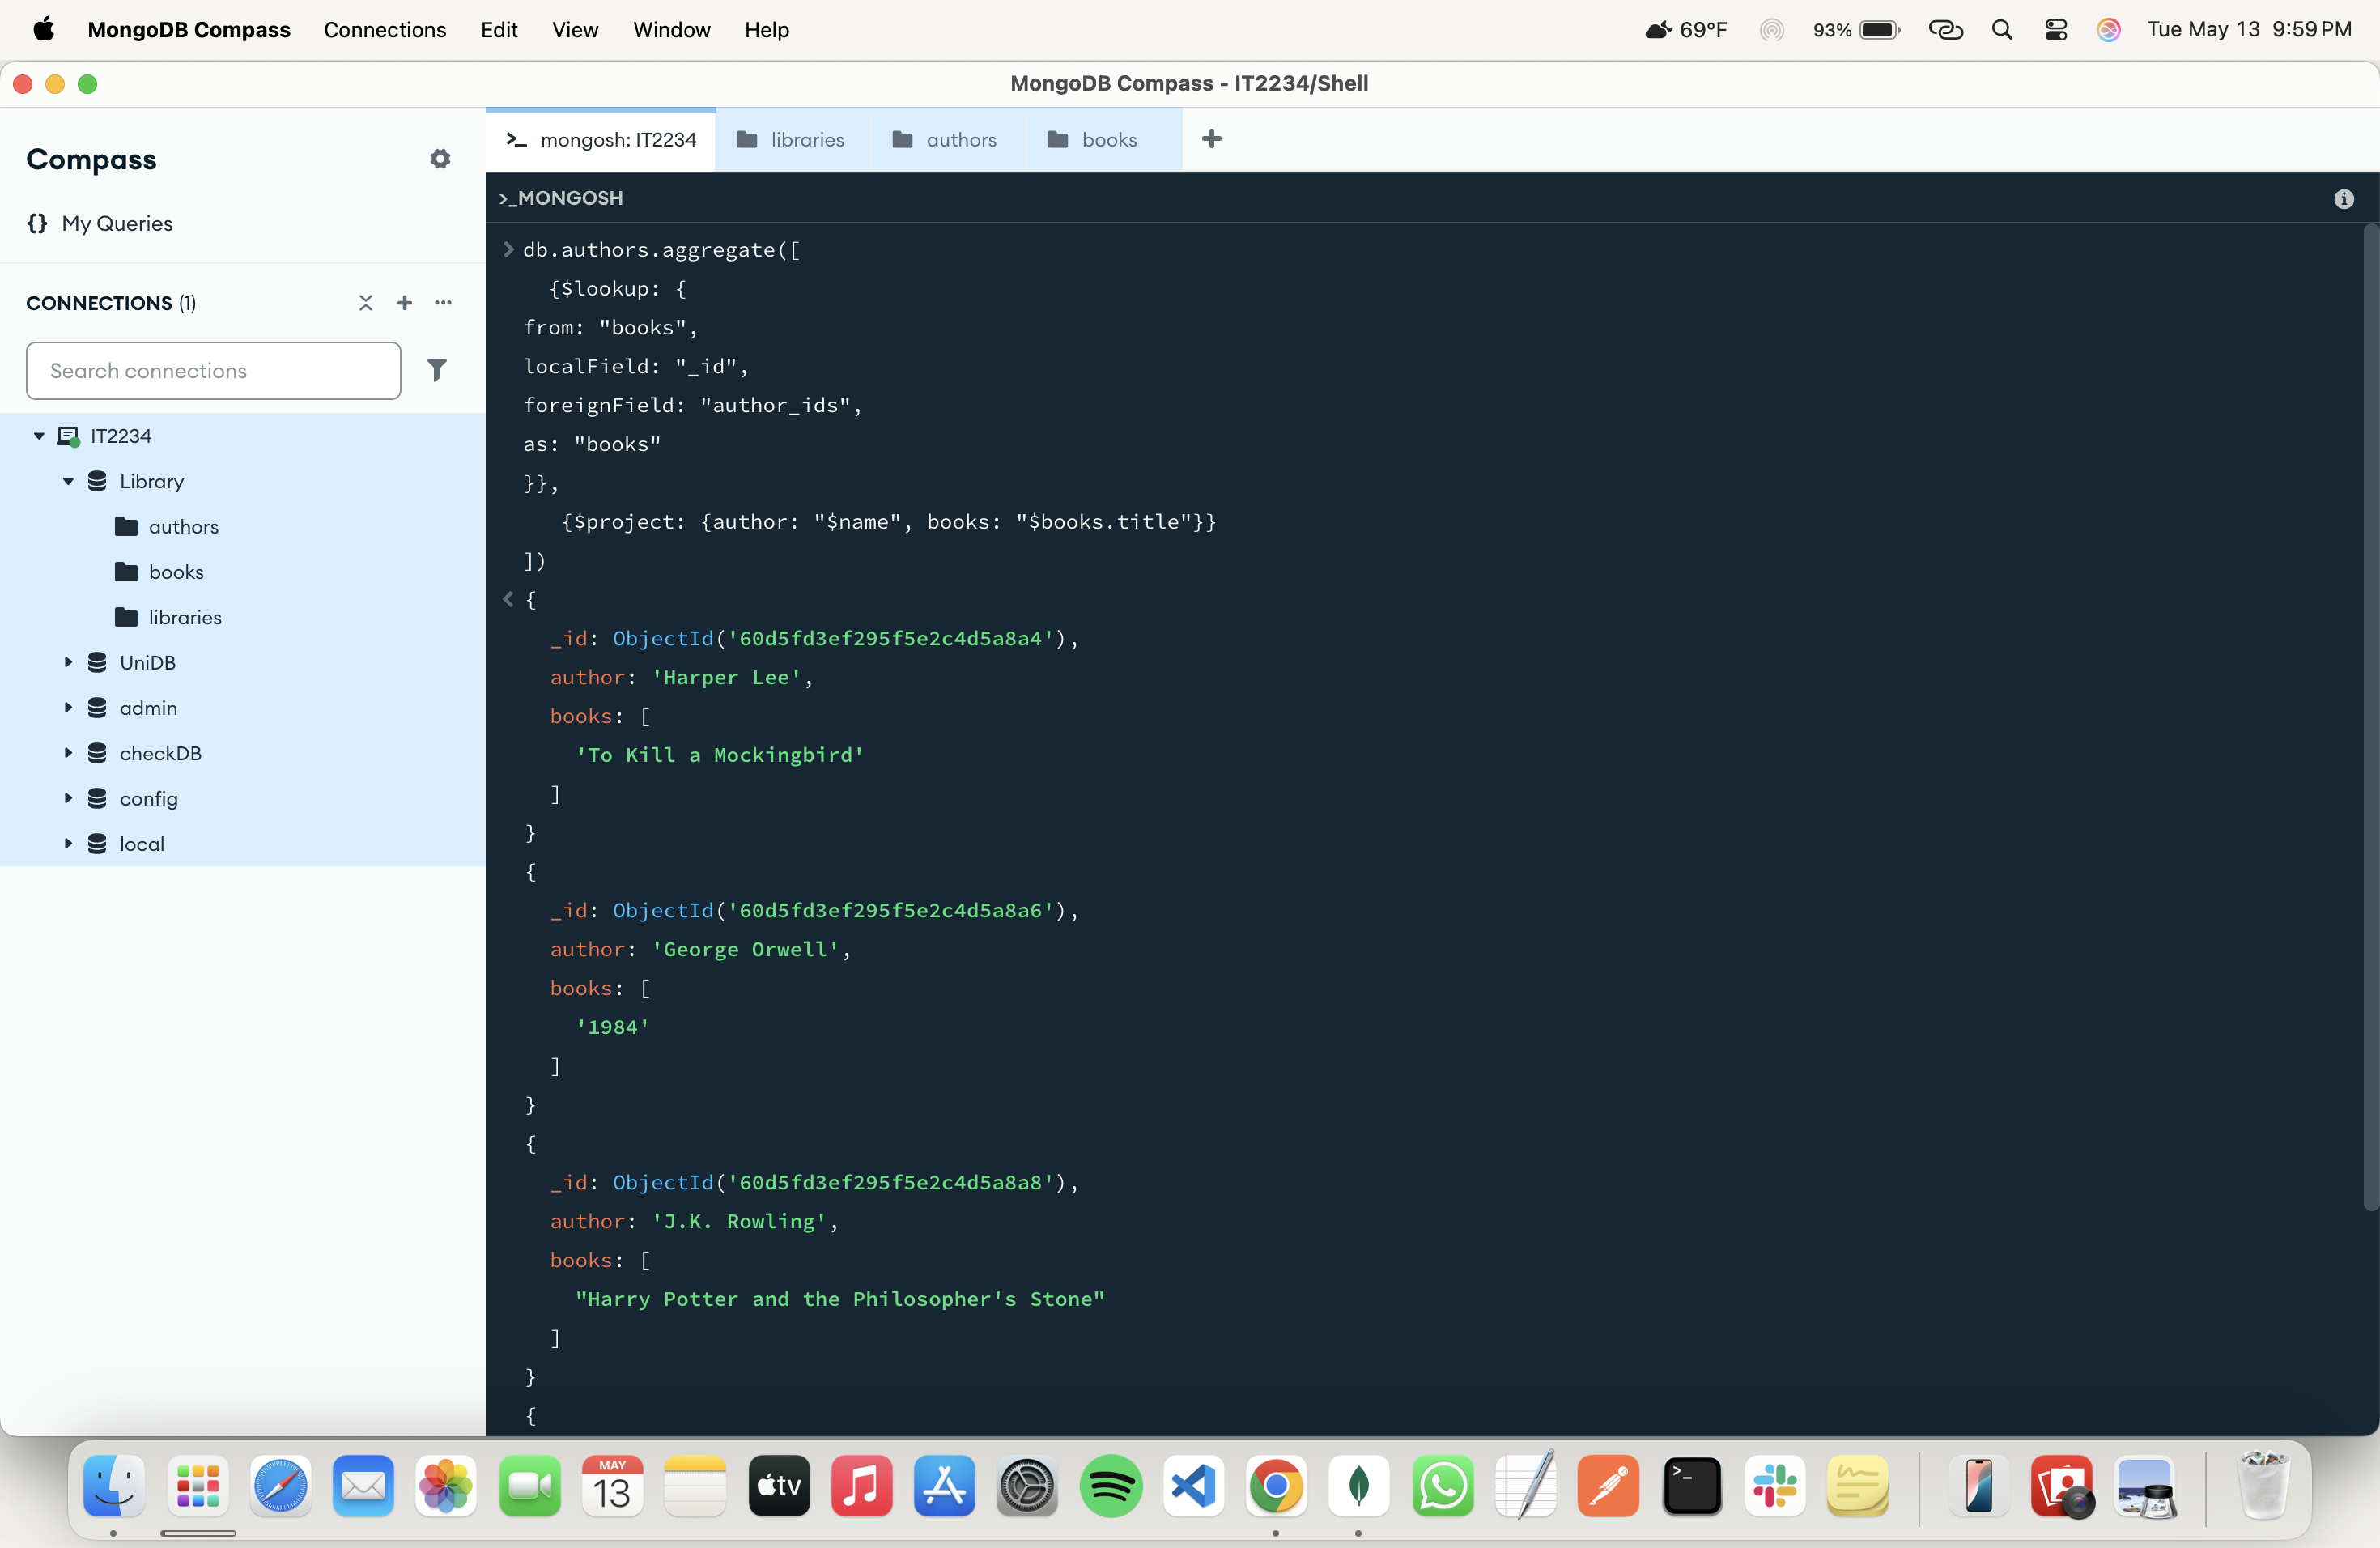 MongoDB Compass Connections Edit View Window Help 69°F 93% Tue May 13 9:59 PM
MongoDB Compass - IT2234/Shell
Compass
{} My Queries
CONNECTIONS (1)
Search connections
IT2234
Library
authors
books
libraries
UniDB
admin
checkDB
config
local
>_ mongosh: IT2234 libraries authors books +
>_MONGOSH
> db.authors.aggregate([
{$lookup: {
from: "books",
localField: "_id",
foreignField: "author_ids",
as: "books"
}},
{$project: {author: "$name", books: "$books.title"}}
])
< {
_id: ObjectId('60d5fd3ef295f5e2c4d5a8a4'),
author: 'Harper Lee',
books: [
'To Kill a Mockingbird'
]
}
{
_id: ObjectId('60d5fd3ef295f5e2c4d5a8a6'),
author: 'George Orwell',
books: [
'1984'
]
}
{
_id: ObjectId('60d5fd3ef295f5e2c4d5a8a8'),
author: 'J.K. Rowling',
books: [
"Harry Potter and the Philosopher's Stone"
]
}
{
MAY
13
tv
>_